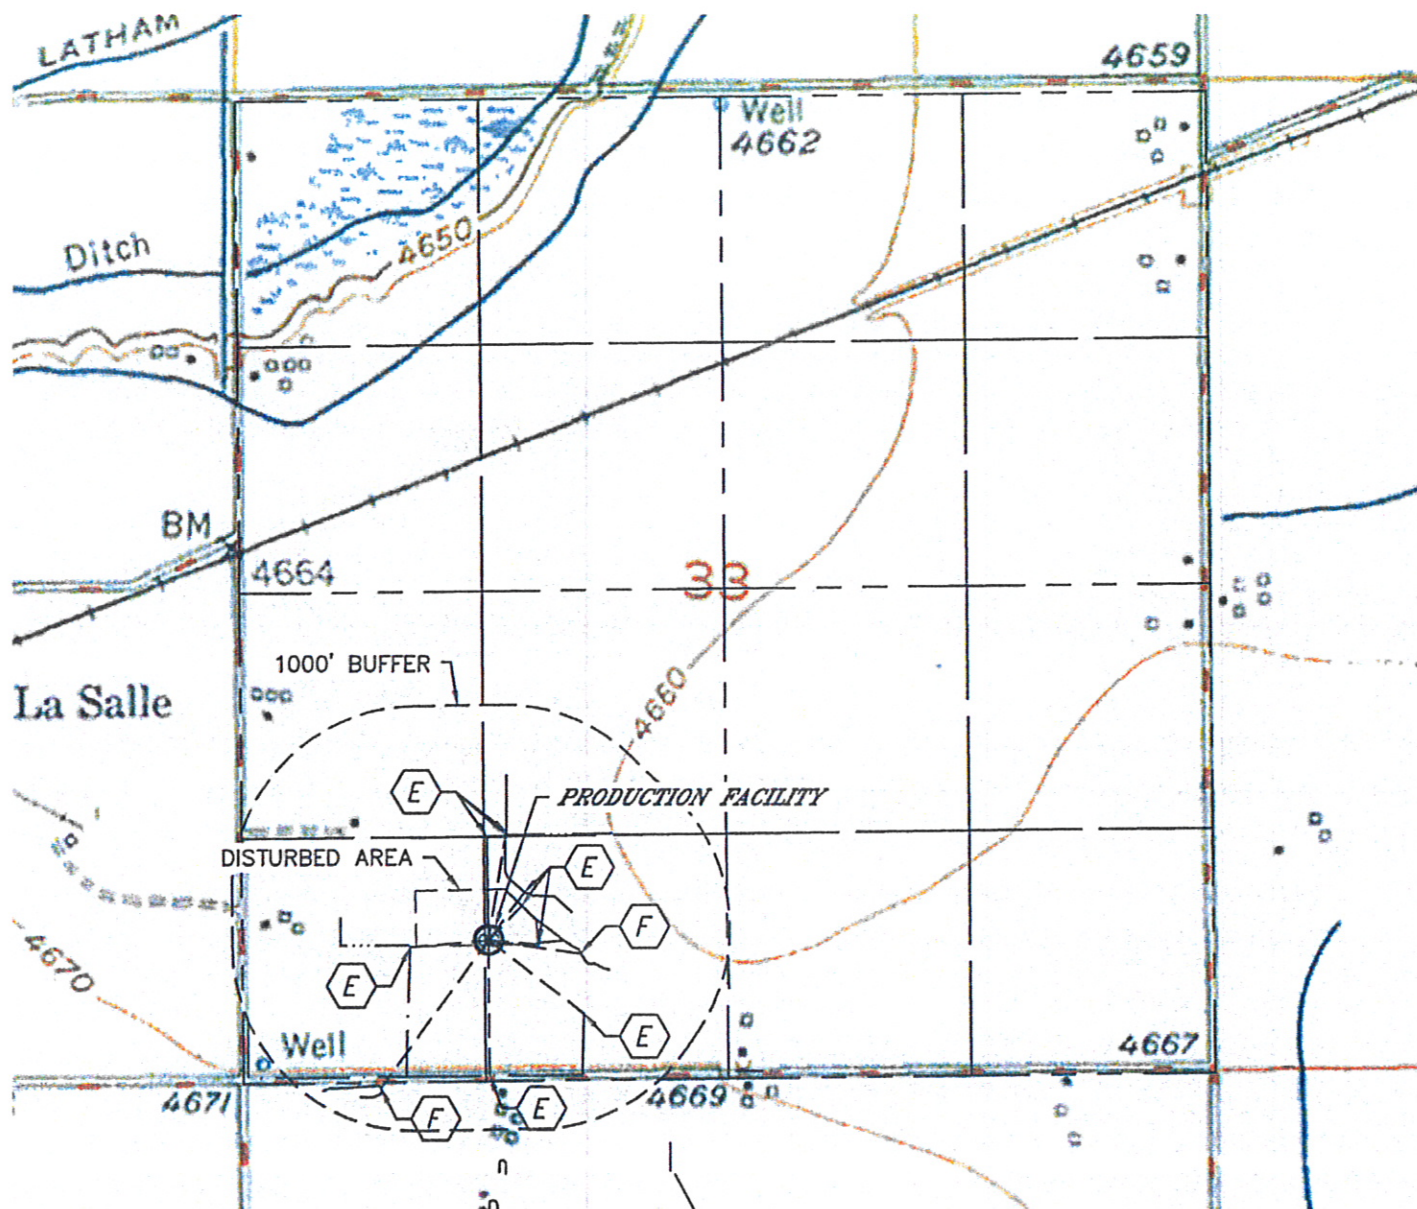 LATHAM
4659
Well
4662
Ditch
4650
BM
4664
33
1000' BUFFER
La Salle
4660
E
PRODUCTION FACILITY
DISTURBED AREA
E
F
4670
E
E
Well
4667
4671
F
E
4669